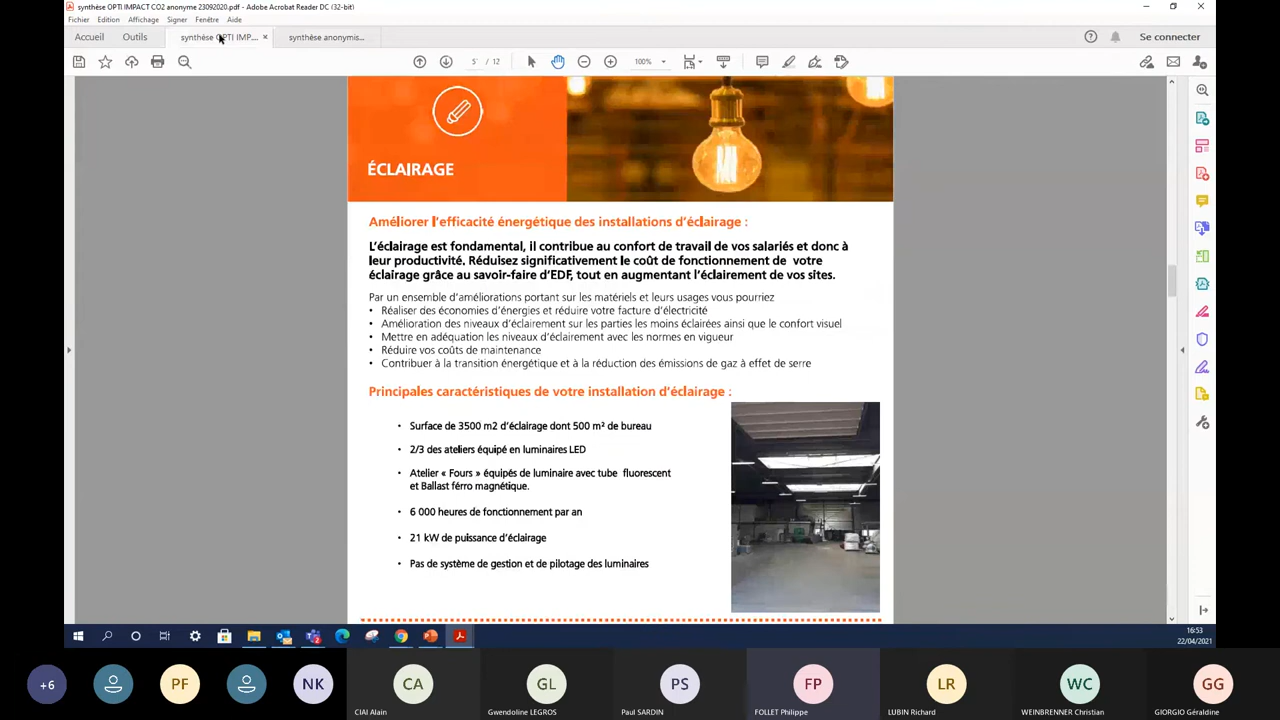 synthèse OPTI IMPACT CO2 anonyme 23092020.pdf - Adobe Acrobat Reader DC (32-bit)
Fichier Edition Affichage Signer Fenêtre Aide
Accueil Outils synthèse OPTI IMP... × synthèse anonymis... Se connecter
5 / 12 100%
ÉCLAIRAGE
Améliorer l'efficacité énergétique des installations d'éclairage :
L'éclairage est fondamental, il contribue au confort de travail de vos salariés et donc à
leur productivité. Réduisez significativement le coût de fonctionnement de votre
éclairage grâce au savoir-faire d'EDF, tout en augmentant l'éclairement de vos sites.
Par un ensemble d'améliorations portant sur les matériels et leurs usages vous pourriez
• Réaliser des économies d'énergies et réduire votre facture d'électricité
• Amélioration des niveaux d'éclairement sur les parties les moins éclairées ainsi que le confort visuel
• Mettre en adéquation les niveaux d'éclairement avec les normes en vigueur
• Réduire vos coûts de maintenance
• Contribuer à la transition énergétique et à la réduction des émissions de gaz à effet de serre
Principales caractéristiques de votre installation d'éclairage :
• Surface de 3500 m2 d'éclairage dont 500 m² de bureau
• 2/3 des ateliers équipé en luminaires LED
• Atelier « Fours » équipés de luminaire avec tube fluorescent
et Ballast férro magnétique.
• 6 000 heures de fonctionnement par an
• 21 kW de puissance d'éclairage
• Pas de système de gestion et de pilotage des luminaires
16:53
22/04/2021
+6 PF NK CA GL PS FP LR WC GG
CIAI Alain Gwendoline LEGROS Paul SARDIN FOLLET Philippe LUBIN Richard WEINBRENNER Christian GIORGIO Géraldine